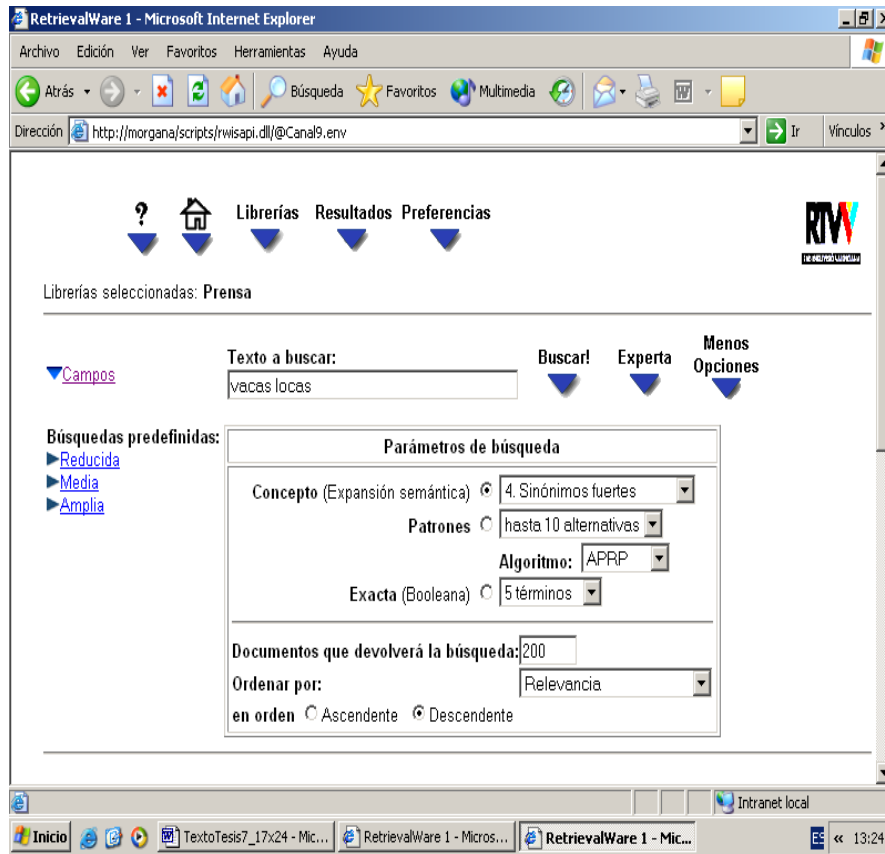 RetrievalWare 1 - Microsoft Internet Explorer
Archivo Edición Ver Favoritos Herramientas Ayuda
Atrás Búsqueda Favoritos Multimedia
Dirección http://morgana/scripts/rwisapi.dll/@Canal9.env Ir Vínculos
? Librerías Resultados Preferencias
RTVV
Librerías seleccionadas: Prensa
Campos
Texto a buscar:
vacas locas
Buscar! Experta Menos Opciones
Búsquedas predefinidas:
Reducida
Media
Amplia
Parámetros de búsqueda
Concepto (Expansión semántica) 4. Sinónimos fuertes
Patrones hasta 10 alternativas
Algoritmo: APRP
Exacta (Booleana) 5 términos
Documentos que devolverá la búsqueda: 200
Ordenar por: Relevancia
en orden Ascendente Descendente
Intranet local
Inicio TextoTesis7_17x24 - Mic... RetrievalWare 1 - Micros... RetrievalWare 1 - Mic... ES « 13:24